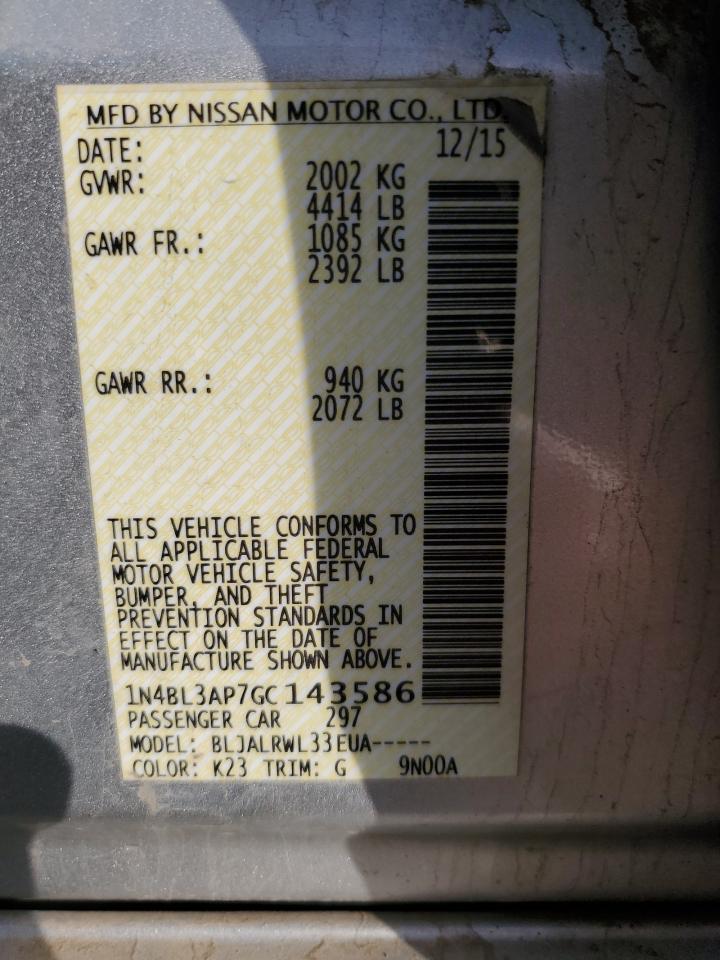 MFD BY NISSAN MOTOR CO., LTD.
DATE: 12/15
GVWR: 2002 KG
4414 LB
GAWR FR.: 1085 KG
2392 LB
GAWR RR.: 940 KG
2072 LB
THIS VEHICLE CONFORMS TO
ALL APPLICABLE FEDERAL
MOTOR VEHICLE SAFETY,
BUMPER, AND THEFT
PREVENTION STANDARDS IN
EFFECT ON THE DATE OF
MANUFACTURE SHOWN ABOVE.
1N4BL3AP7GC143586
PASSENGER CAR 297
MODEL: BLJALRWL33EUA-----
COLOR: K23 TRIM: G 9N00A